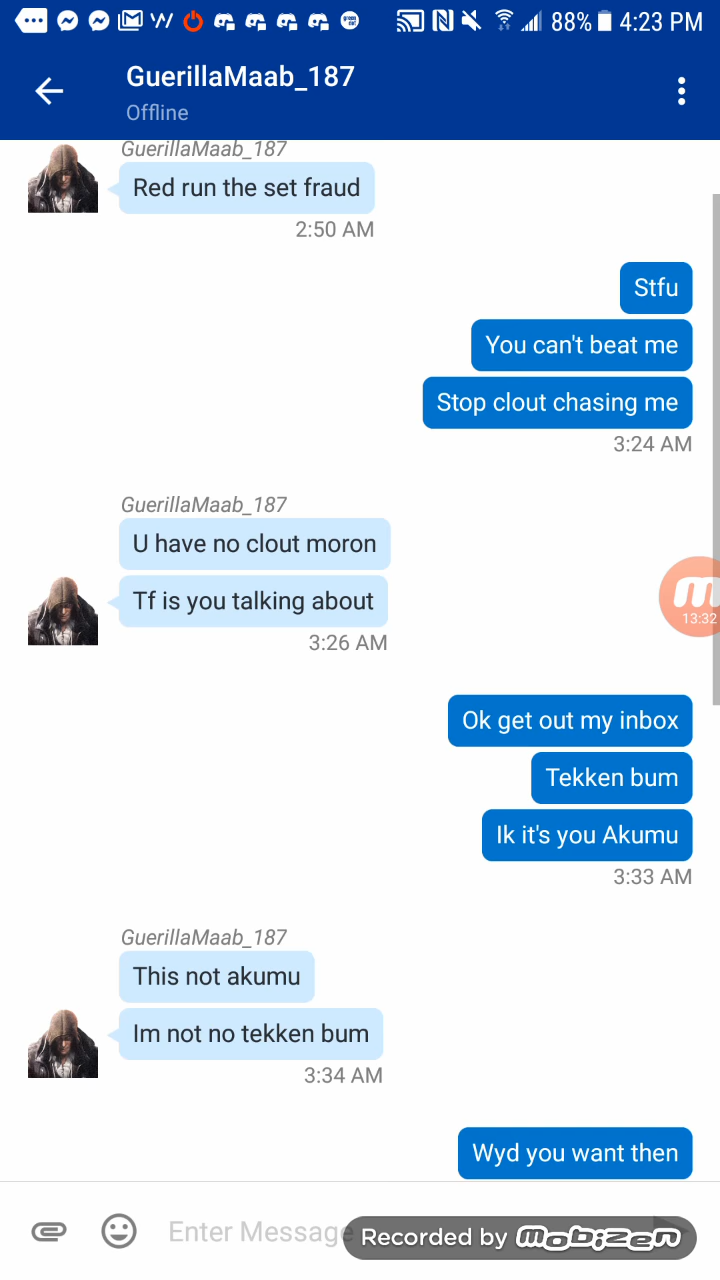 88% 4:23 PM
GuerillaMaab_187
Offline
GuerillaMaab_187
Red run the set fraud
2:50 AM
Stfu
You can't beat me
Stop clout chasing me
3:24 AM
GuerillaMaab_187
U have no clout moron
Tf is you talking about
3:26 AM
13:32
Ok get out my inbox
Tekken bum
Ik it's you Akumu
3:33 AM
GuerillaMaab_187
This not akumu
Im not no tekken bum
3:34 AM
Wyd you want then
Enter Message
Recorded by mobizen